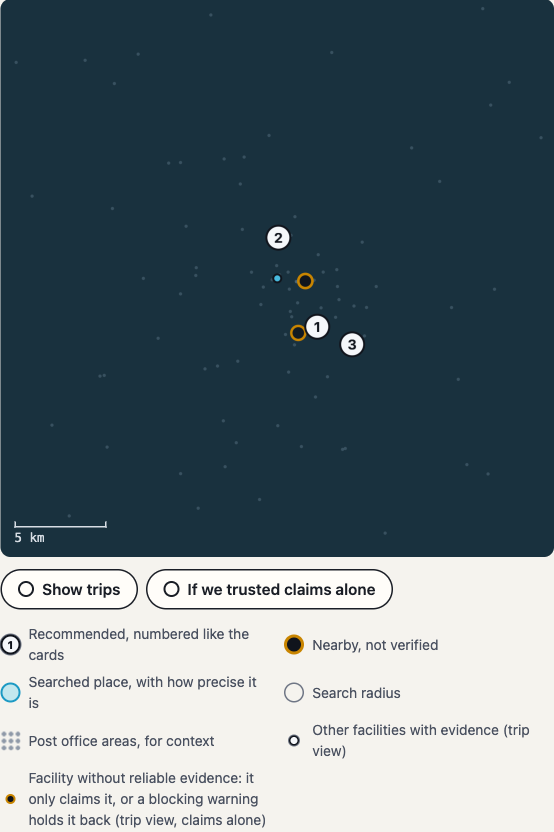 2
1
3
5 km
Show trips
If we trusted claims alone
1
Recommended, numbered like the
cards
Nearby, not verified
Searched place, with how precise it
is
Search radius
Post office areas, for context
Other facilities with evidence (trip
view)
Facility without reliable evidence: it
only claims it, or a blocking warning
holds it back (trip view, claims alone)